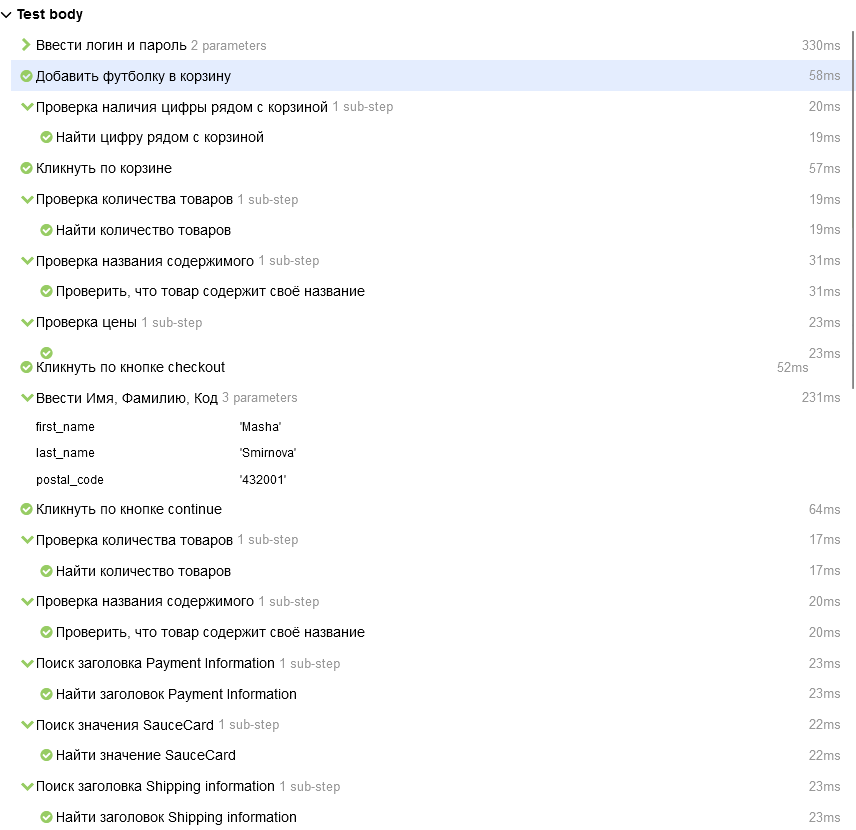 Test body
Ввести логин и пароль 2 parameters 330ms
Добавить футболку в корзину 58ms
Проверка наличия цифры рядом с корзиной 1 sub-step 20ms
Найти цифру рядом с корзиной 19ms
Кликнуть по корзине 57ms
Проверка количества товаров 1 sub-step 19ms
Найти количество товаров 19ms
Проверка названия содержимого 1 sub-step 31ms
Проверить, что товар содержит своё название 31ms
Проверка цены 1 sub-step 23ms
23ms
Кликнуть по кнопке checkout 52ms
Ввести Имя, Фамилию, Код 3 parameters 231ms
first_name 'Masha'
last_name 'Smirnova'
postal_code '432001'
Кликнуть по кнопке continue 64ms
Проверка количества товаров 1 sub-step 17ms
Найти количество товаров 17ms
Проверка названия содержимого 1 sub-step 20ms
Проверить, что товар содержит своё название 20ms
Поиск заголовка Payment Information 1 sub-step 23ms
Найти заголовок Payment Information 23ms
Поиск значения SauceCard 1 sub-step 22ms
Найти значение SauceCard 22ms
Поиск заголовка Shipping information 1 sub-step 23ms
Найти заголовок Shipping information 23ms